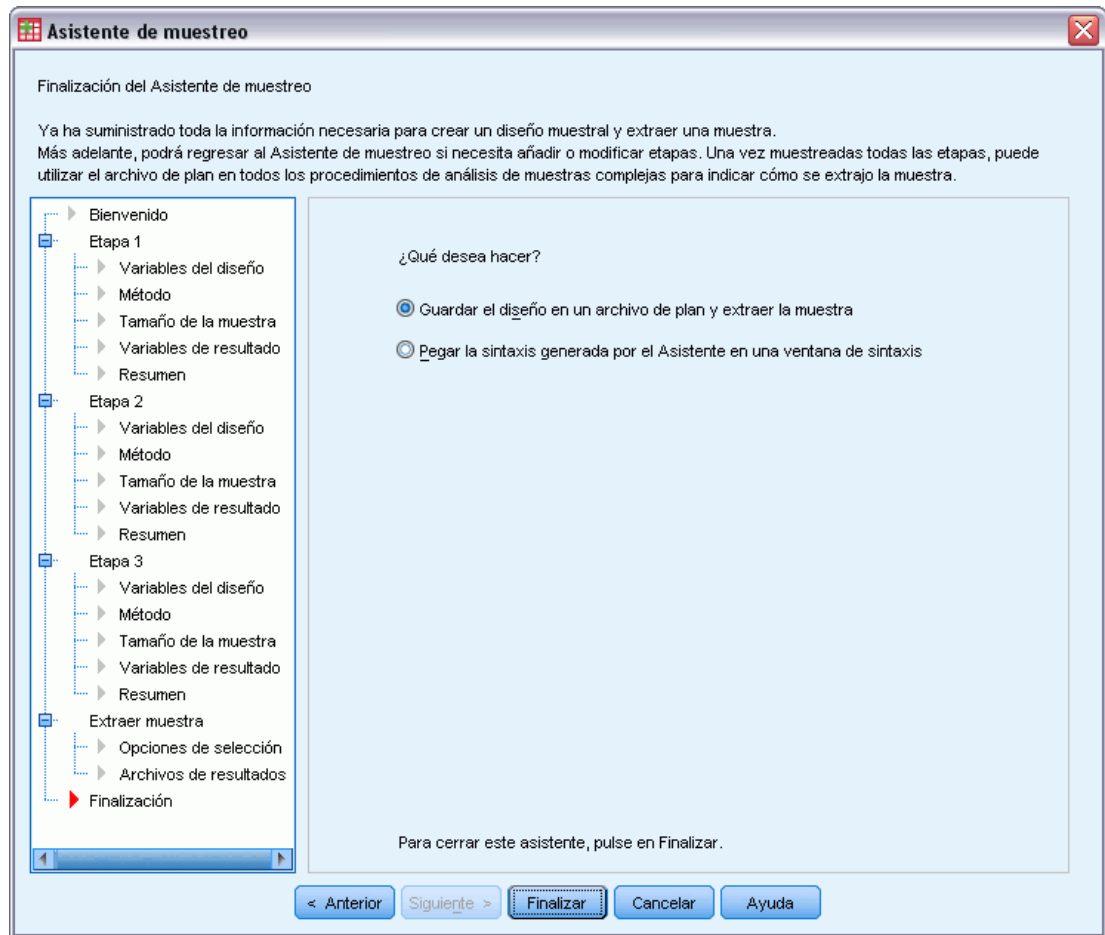 Asistente de muestreo
Finalización del Asistente de muestreo
Ya ha suministrado toda la información necesaria para crear un diseño muestral y extraer una muestra.
Más adelante, podrá regresar al Asistente de muestreo si necesita añadir o modificar etapas. Una vez muestreadas todas las etapas, puede
utilizar el archivo de plan en todos los procedimientos de análisis de muestras complejas para indicar cómo se extrajo la muestra.
Bienvenido
Etapa 1
Variables del diseño
Método
Tamaño de la muestra
Variables de resultado
Resumen
Etapa 2
Variables del diseño
Método
Tamaño de la muestra
Variables de resultado
Resumen
Etapa 3
Variables del diseño
Método
Tamaño de la muestra
Variables de resultado
Resumen
Extraer muestra
Opciones de selección
Archivos de resultados
Finalización
¿Qué desea hacer?
Guardar el diseño en un archivo de plan y extraer la muestra
Pegar la sintaxis generada por el Asistente en una ventana de sintaxis
Para cerrar este asistente, pulse en Finalizar.
< Anterior
Siguiente >
Finalizar
Cancelar
Ayuda